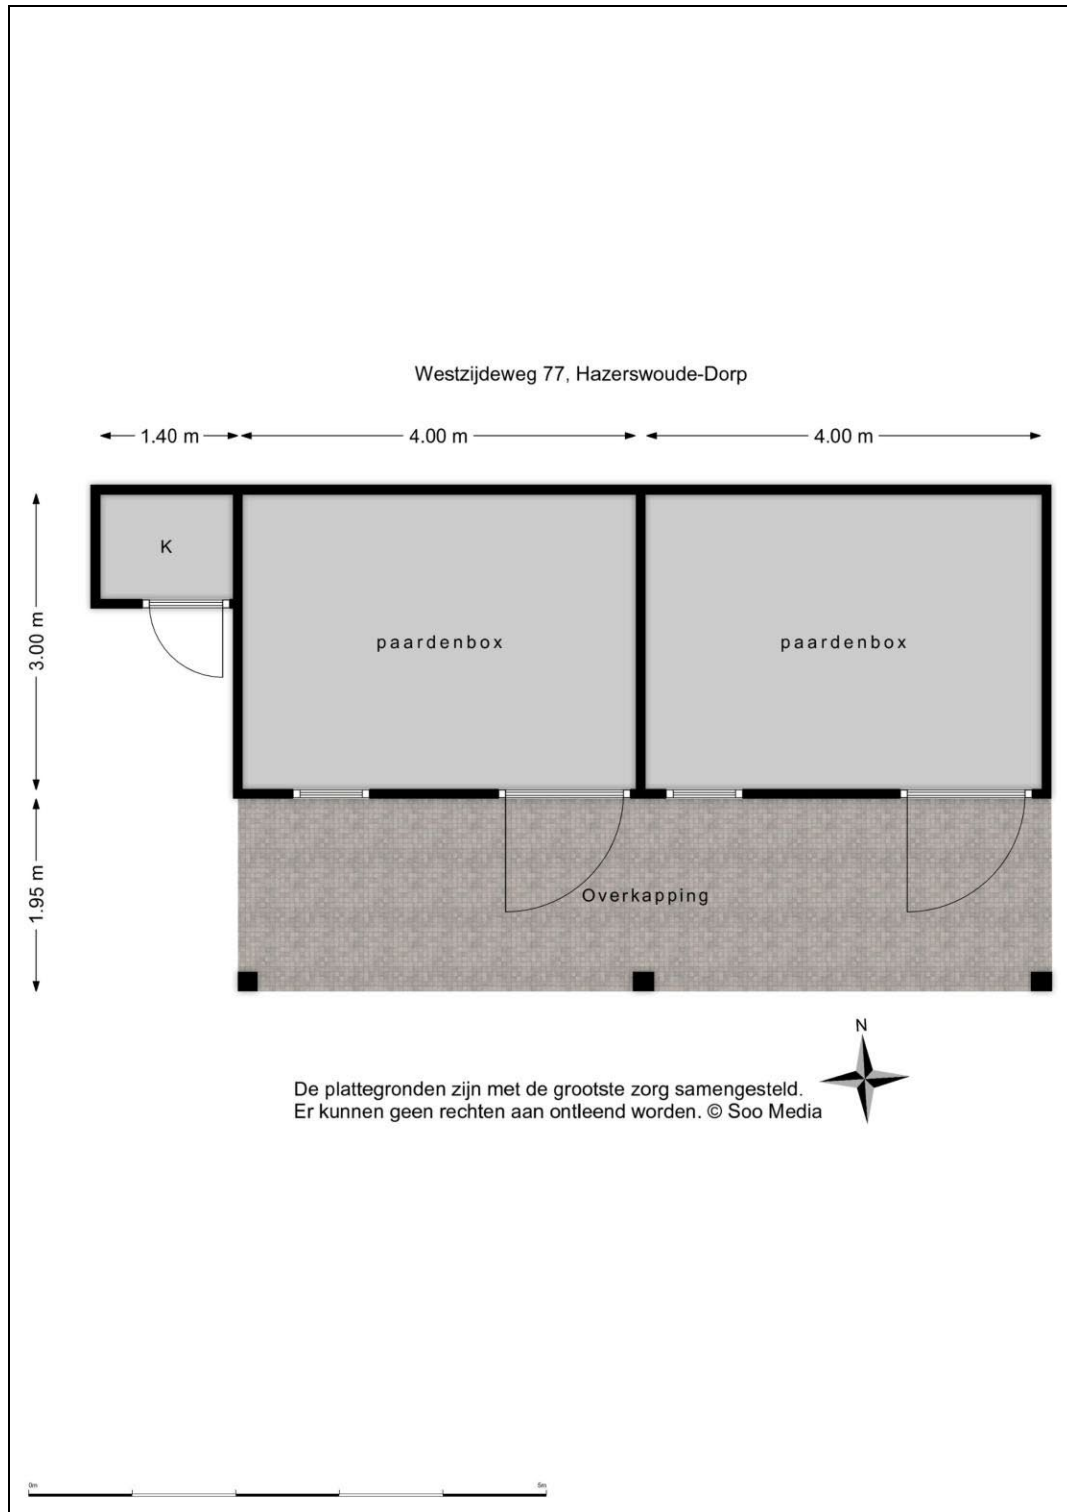 Westzijdeweg 77, Hazerswoude-Dorp
1.40 m
4.00 m
4.00 m
3.00 m
K
paardenbox
paardenbox
1.95 m
Overkapping
N
De plattegronden zijn met de grootste zorg samengesteld.
Er kunnen geen rechten aan ontleend worden. © Soo Media
0m
5m